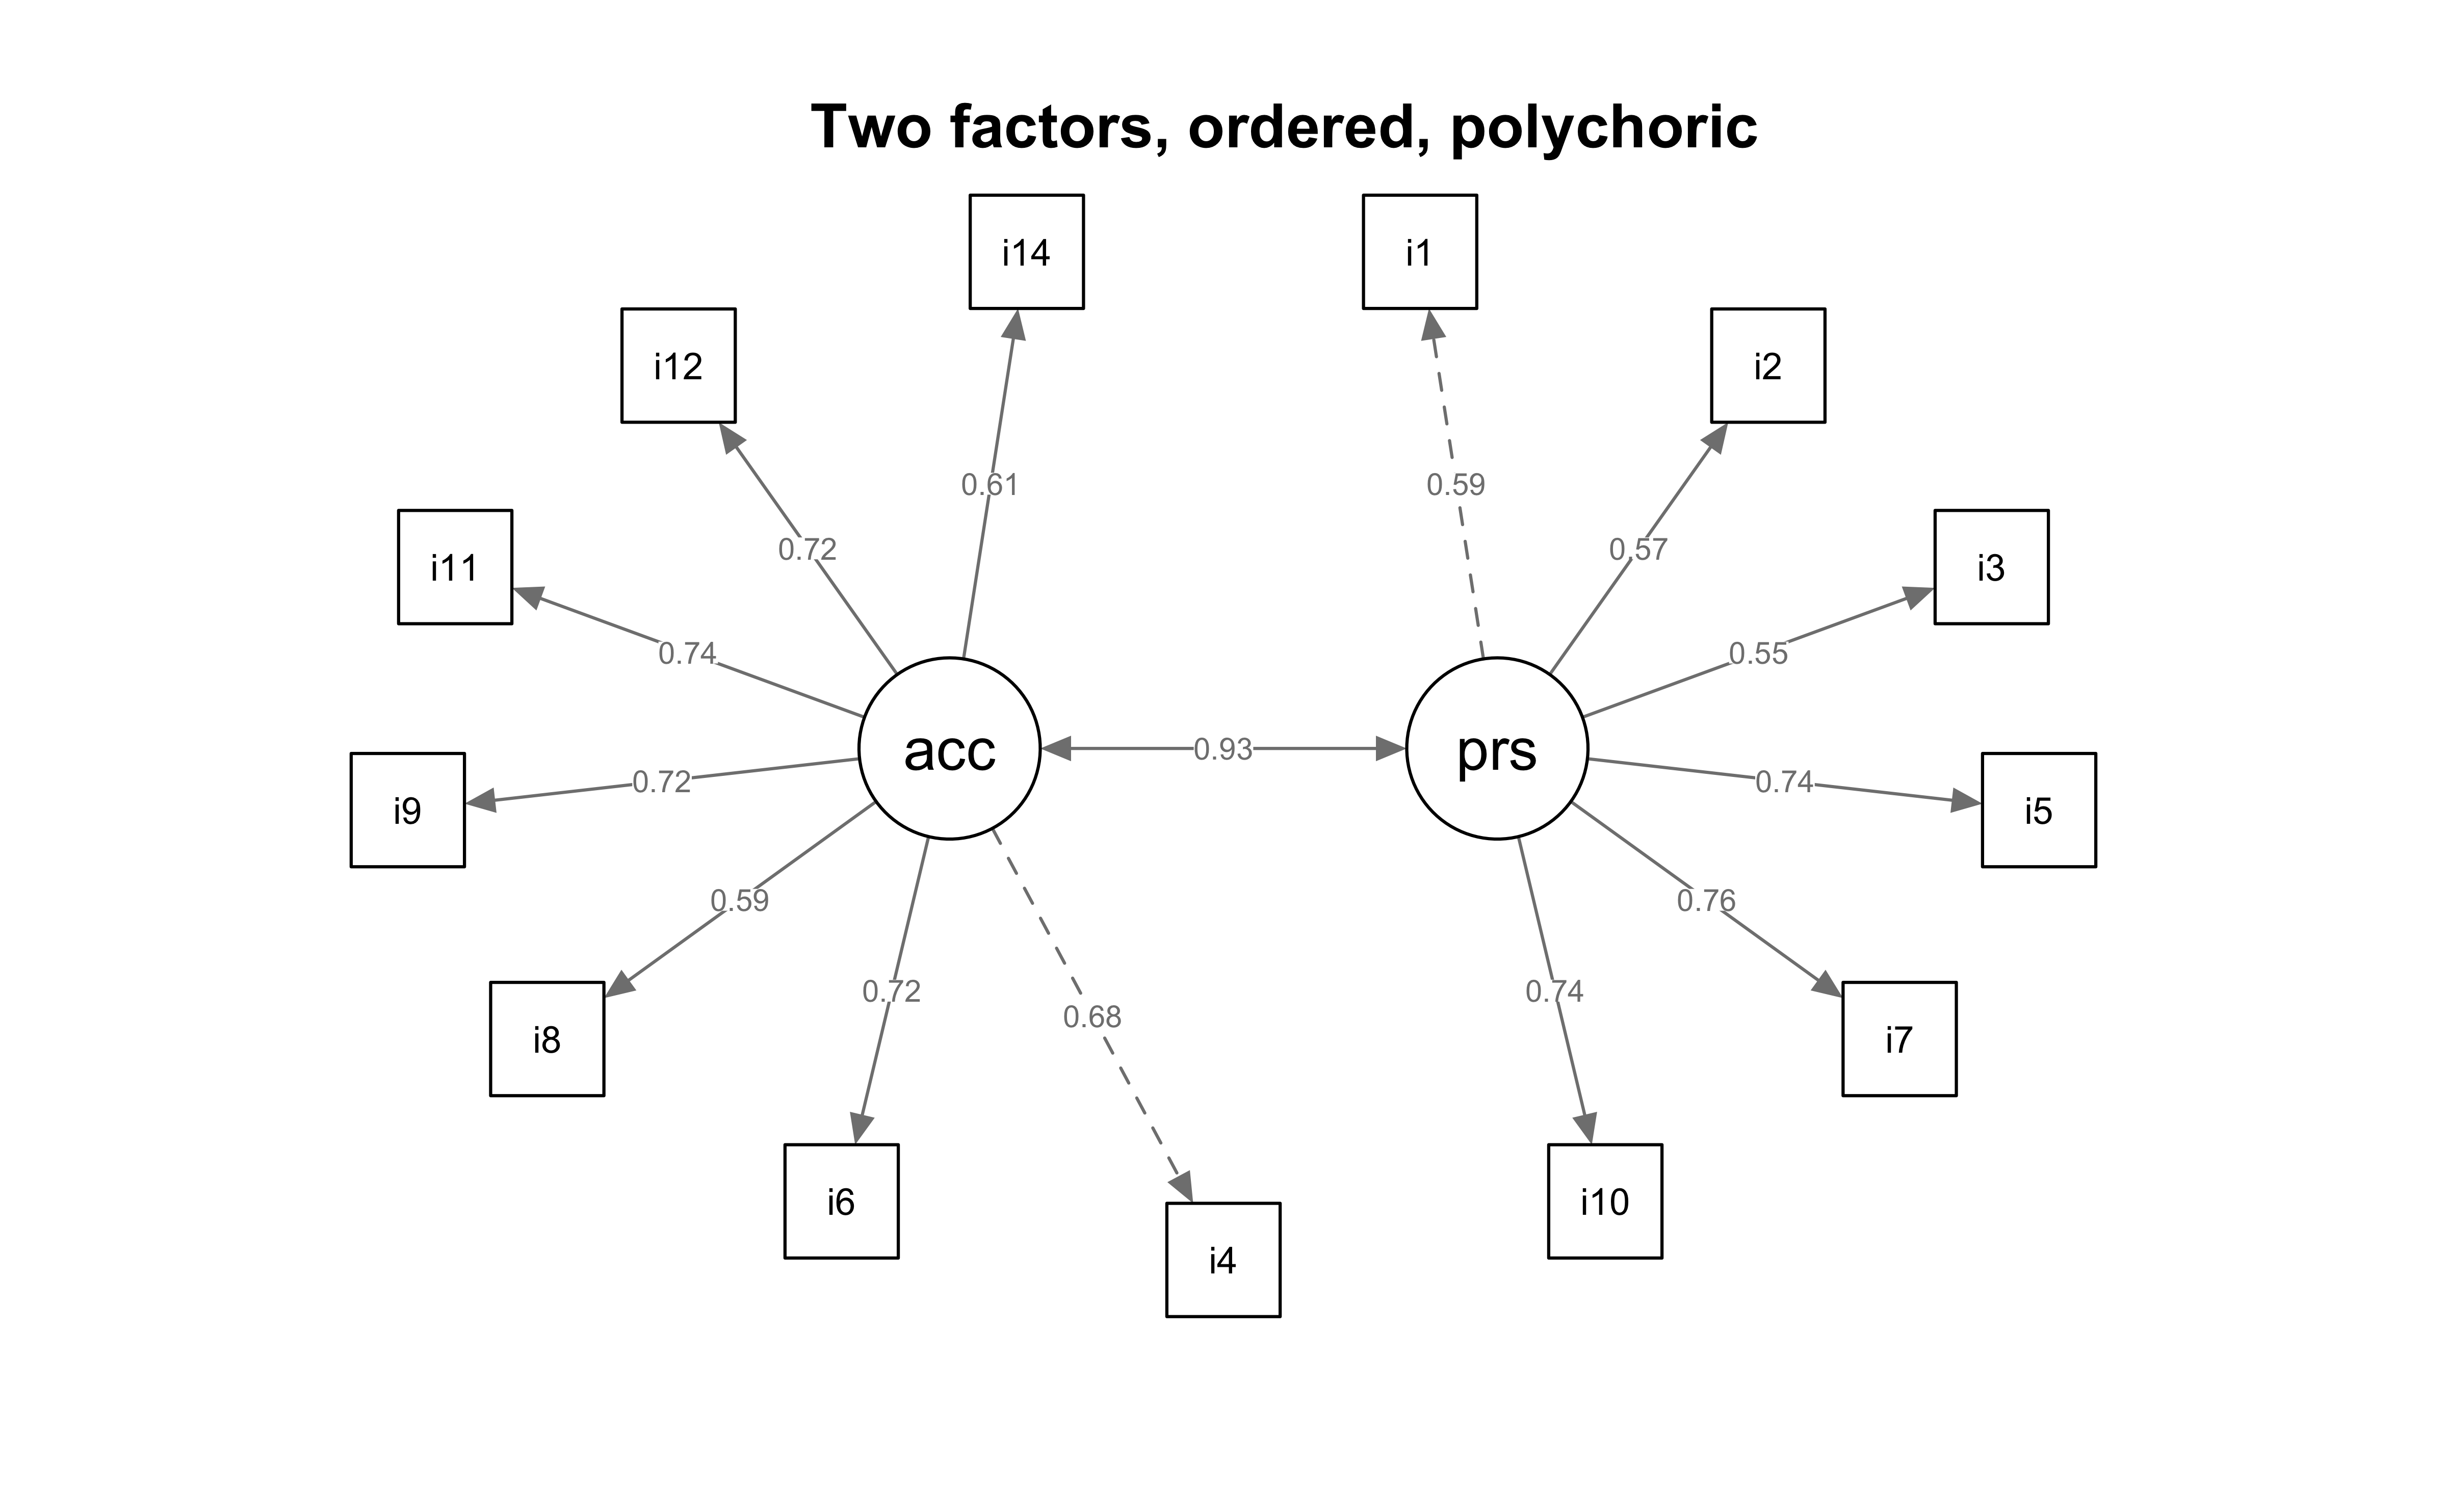 Two factors, ordered, polychoric
i14
i1
i12
i2
0.61
0.59
0.72
0.57
i11
i3
0.74
0.55
acc
0.93
prs
0.72
0.74
i9
i5
0.59
0.76
0.72
0.74
0.68
i8
i7
i6
i10
i4